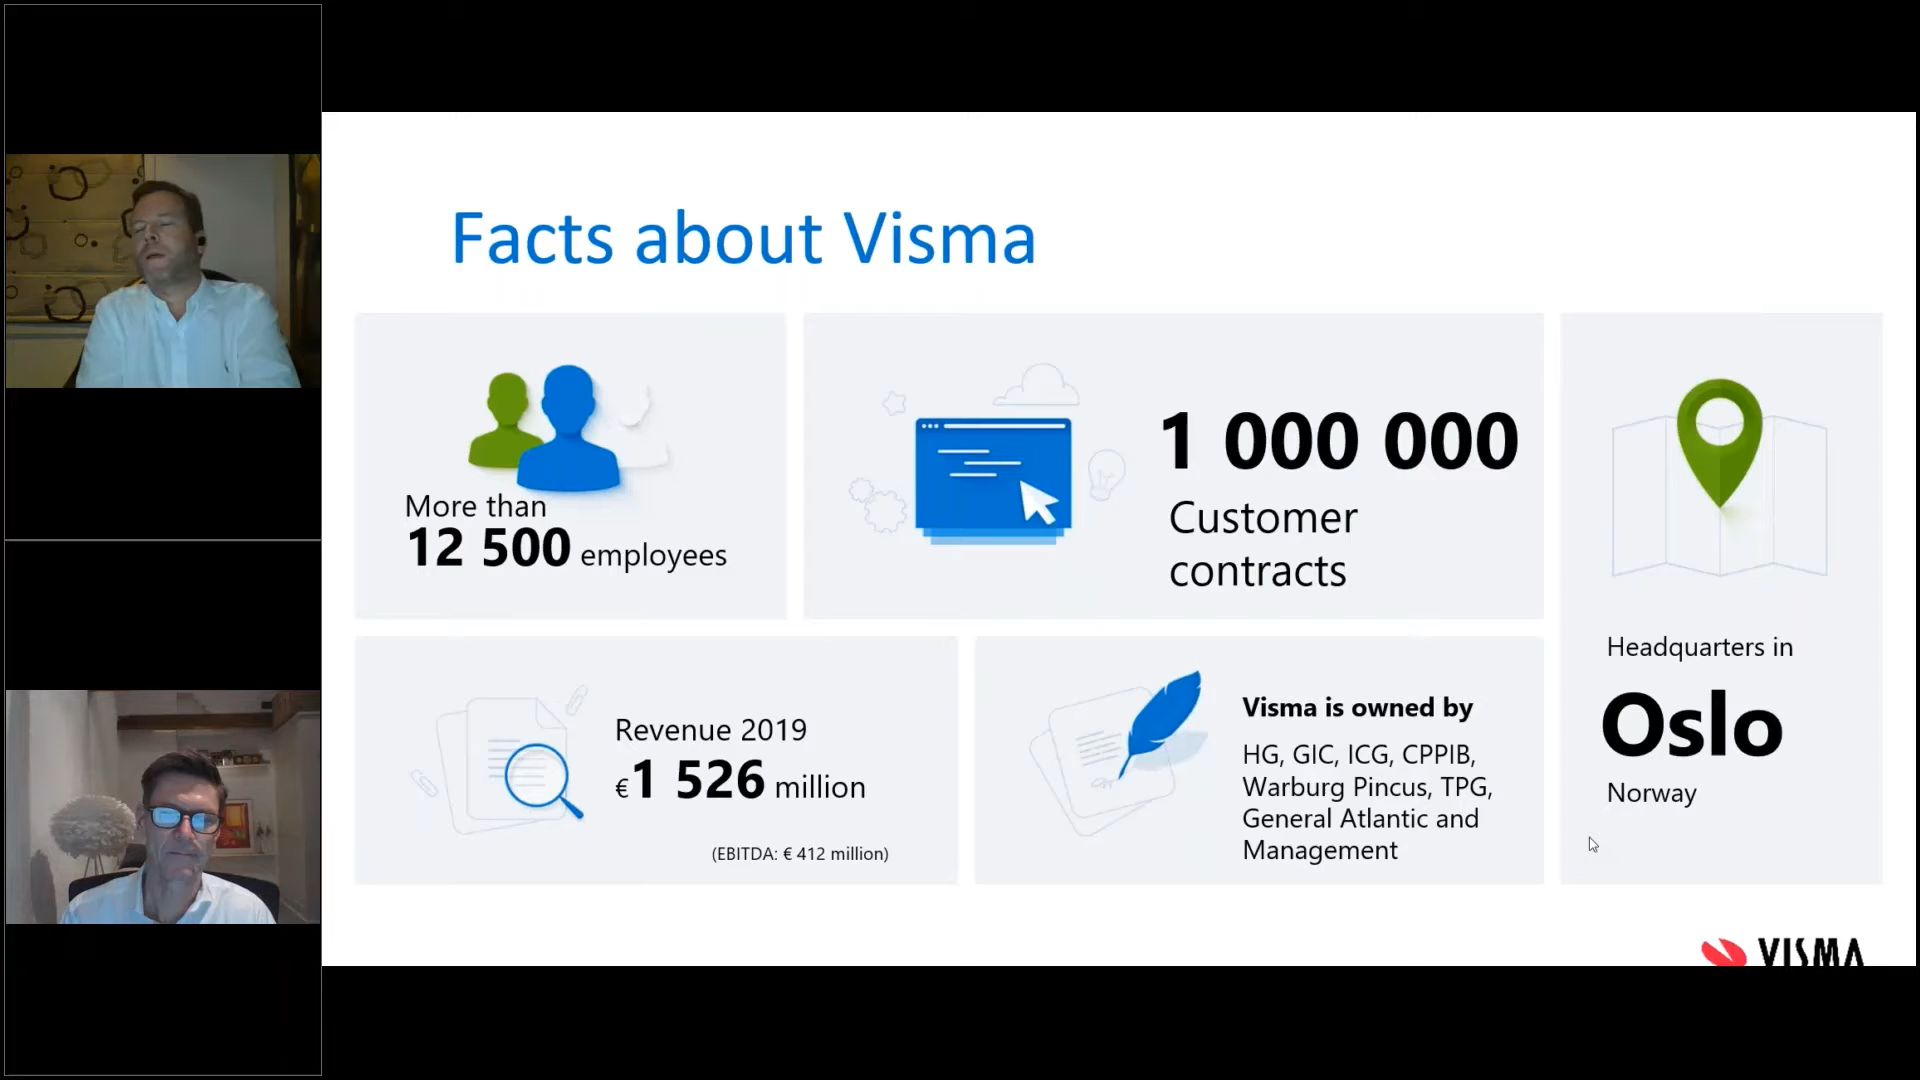 Facts about Visma
More than
12 500 employees
1 000 000
Customer
contracts
Revenue 2019
€1 526 million
(EBITDA: € 412 million)
Visma is owned by
HG, GIC, ICG, CPPIB,
Warburg Pincus, TPG,
General Atlantic and
Management
Headquarters in
Oslo
Norway
VISMA